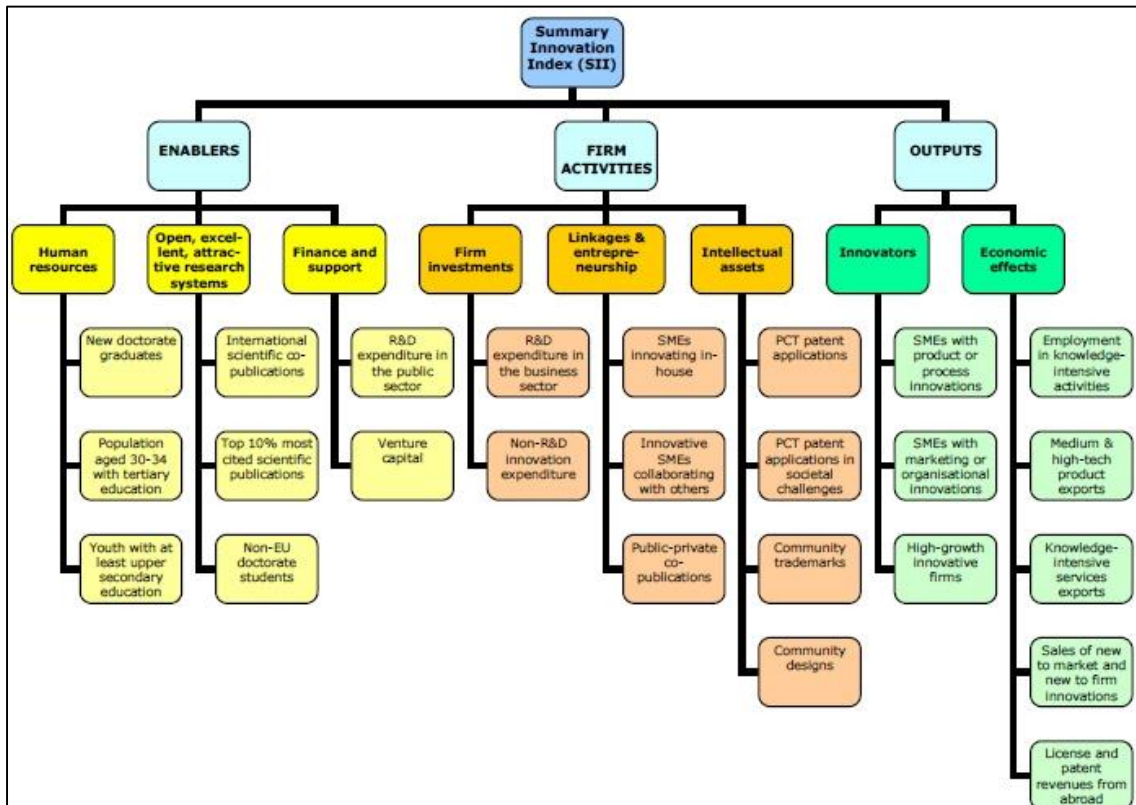 Summary
Innovation
Index (SII)
ENABLERS
FIRM
ACTIVITIES
OUTPUTS
Human
resources
Open, excel-
lent, attrac-
tive research
systems
Finance and
support
Firm
investments
Linkages &
entrepre-
neurship
Intellectual
assets
Innovators
Economic
effects
New doctorate
graduates
International
scientific co-
publications
R&D
expenditure in
the public
sector
R&D
expenditure in
the business
sector
SMEs
innovating in-
house
PCT patent
applications
SMEs with
product or
process
innovations
Employment
in knowledge-
intensive
activities
Population
aged 30-34
with tertiary
education
Top 10% most
cited scientific
publications
Venture
capital
Non-R&D
innovation
expenditure
Innovative
SMEs
collaborating
with others
PCT patent
applications in
societal
challenges
SMEs with
marketing or
organisational
innovations
Medium &
high-tech
product
exports
Youth with at
least upper
secondary
education
Non-EU
doctorate
students
Public-private
co-
publications
Community
trademarks
High-growth
innovative
firms
Knowledge-
intensive
services
exports
Community
designs
Sales of new
to market and
new to firm
innovations
License and
patent
revenues from
abroad